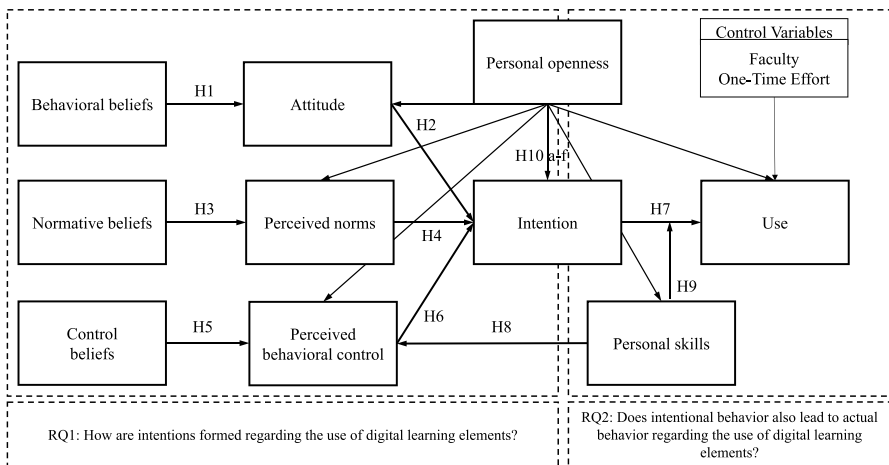 Control Variables
Faculty
One-Time Effort
Personal openness
Behavioral beliefs
H1
Attitude
H2
H10 a-f
Normative beliefs
H3
Perceived norms
H4
Intention
H7
Use
H6
H9
Control
beliefs
H5
Perceived
behavioral control
H8
Personal skills
RQ1: How are intentions formed regarding the use of digital learning elements?
RQ2: Does intentional behavior also lead to actual
behavior regarding the use of digital learning
elements?